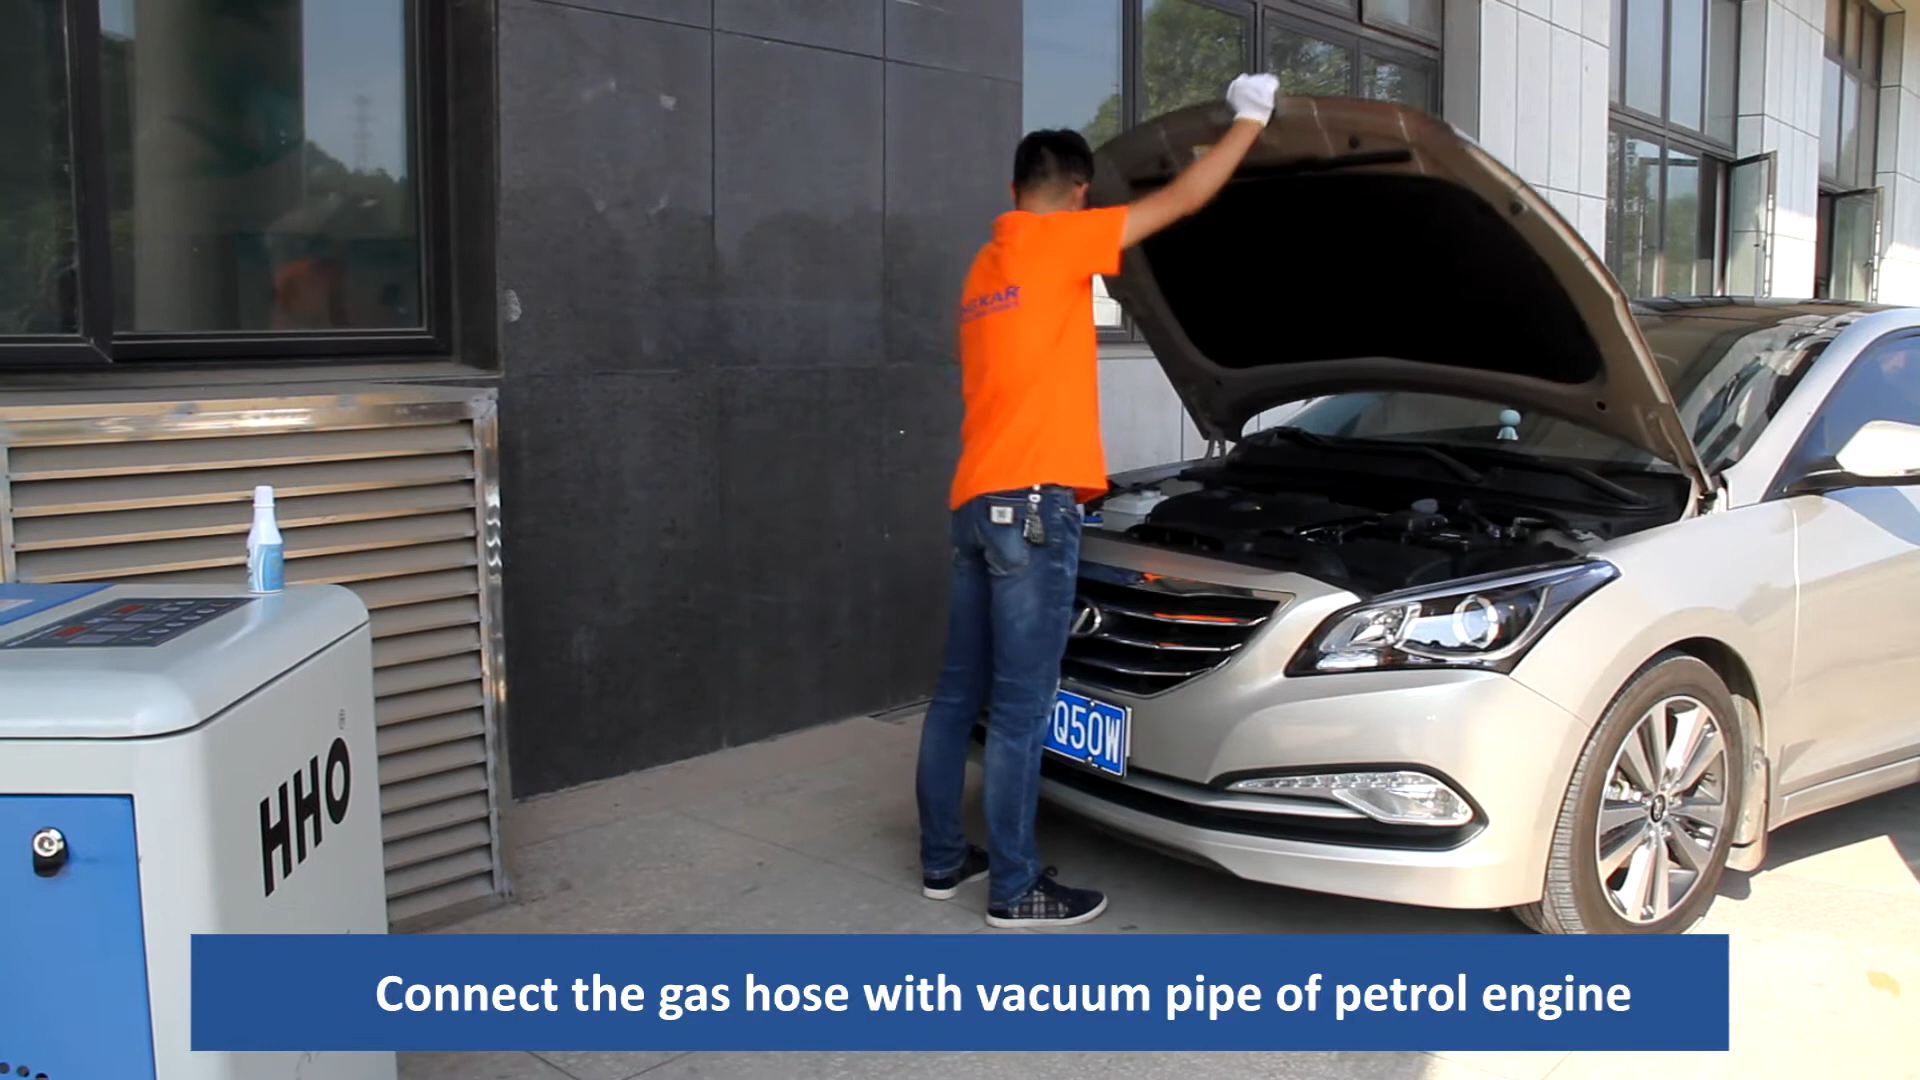 Q50W
HHO®
Connect the gas hose with vacuum pipe of petrol engine